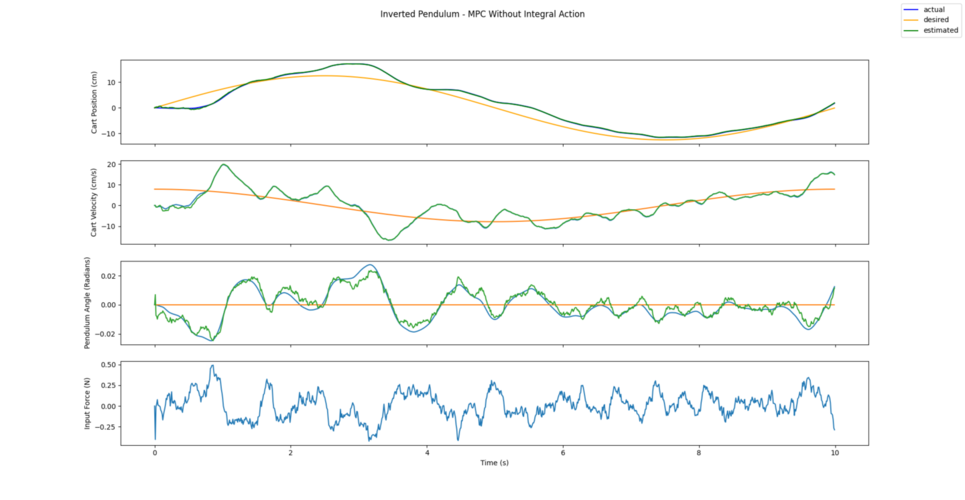 Inverted Pendulum - MPC Without Integral Action
actual
desired
estimated
Cart Position (cm)
10
0
−10
Cart Velocity (cm/s)
20
10
0
−10
Pendulum Angle (Radians)
0.02
0.00
−0.02
Input Force (N)
0.50
0.25
0.00
−0.25
0 2 4 6 8 10
Time (s)